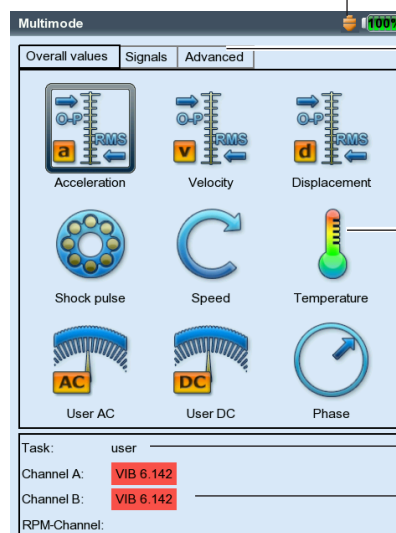 Multimode
100%
Overall values Signals Advanced
O-P RMS a
O-P RMS v
O-P RMS d
Acceleration Velocity Displacement
Shock pulse Speed Temperature
AC DC
User AC User DC Phase
Task: user
Channel A: VIB 6.142
Channel B: VIB 6.142
RPM-Channel: